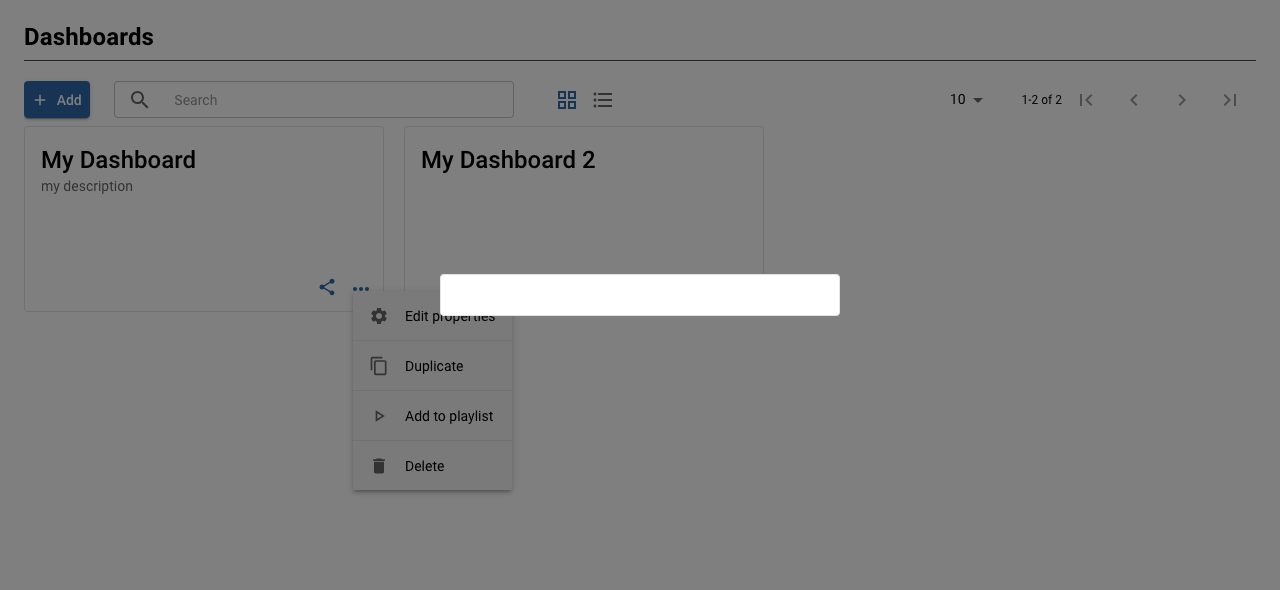 Dashboards
Add
Search
10
1-2 of 2
My Dashboard
my description
My Dashboard 2
Edit properties
Duplicate
Add to playlist
Delete